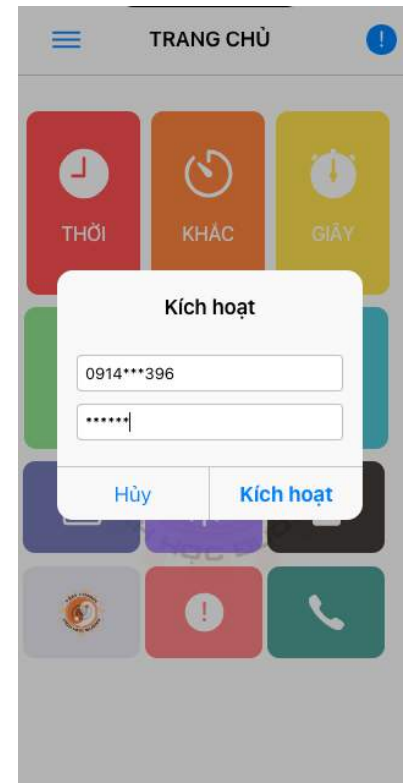 TRANG CHỦ
THỜI
KHÁC
GIÂY
Kích hoạt
0914***396
******
Hủy
Kích hoạt